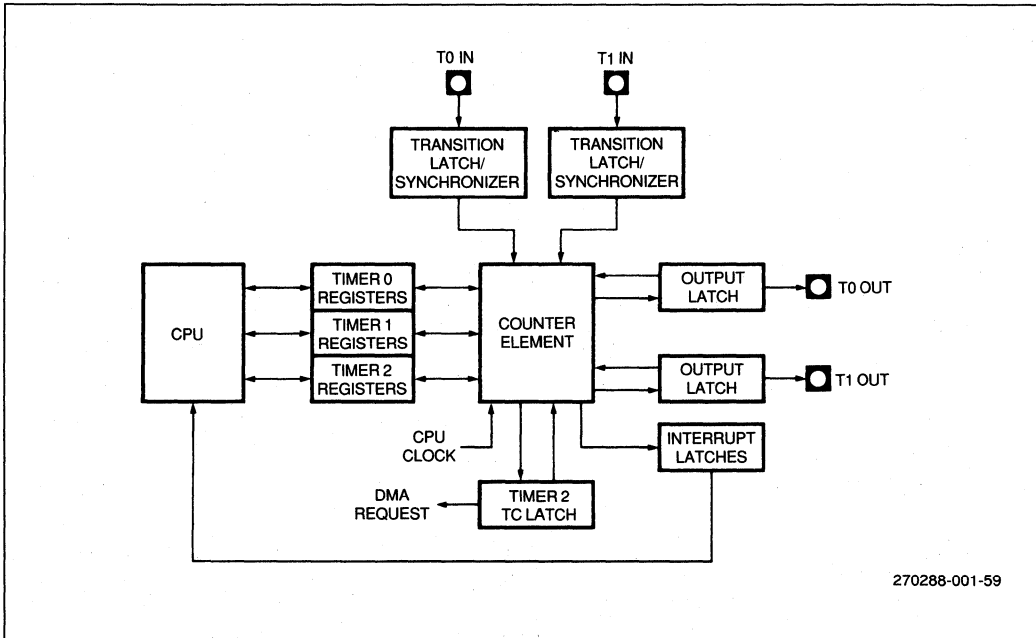 T0 IN
T1 IN
TRANSITION
LATCH/
SYNCHRONIZER
TRANSITION
LATCH/
SYNCHRONIZER
CPU
TIMER 0
REGISTERS
TIMER 1
REGISTERS
TIMER 2
REGISTERS
COUNTER
ELEMENT
OUTPUT
LATCH
T0 OUT
OUTPUT
LATCH
T1 OUT
CPU
CLOCK
INTERRUPT
LATCHES
DMA
REQUEST
TIMER 2
TC LATCH
270288-001-59